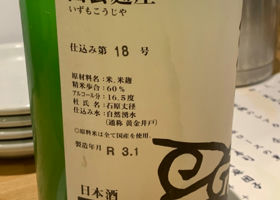 いずもこうじや
仕込み第 18 号
原材料名：米、米麹
精米歩合：60％
アルコール分：16.5度
杜氏名：石原丈径
仕込み水：自然湧水
（通称 黄金井戸）
○原料米は全て国産を使用。
製造年月 R 3.1
日本酒